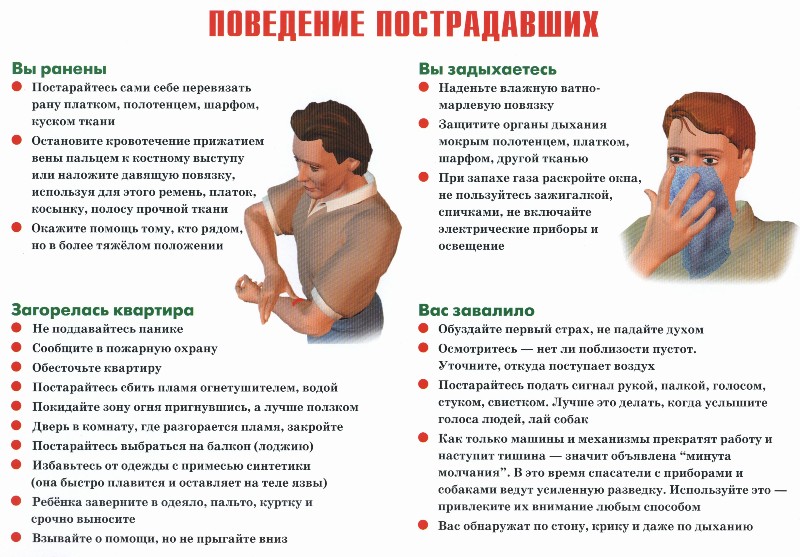 ПОВЕДЕНИЕ ПОСТРАДАВШИХ
Вы ранены
Постарайтесь сами себе перевязать
рану платком, полотенцем, шарфом,
куском ткани
Остановите кровотечение прижатием
вены пальцем к костному выступу
или наложите давящую повязку,
используя для этого ремень, платок,
косынку, полосу прочной ткани
Окажите помощь тому, кто рядом,
но в более тяжёлом положении
Вы задыхаетесь
Наденьте влажную ватно-
марлевую повязку
Защитите органы дыхания
мокрым полотенцем, платком,
шарфом, другой тканью
При запахе газа раскройте окна,
не пользуйтесь зажигалкой,
спичками, не включайте
электрические приборы и
освещение
Загорелась квартира
Не поддавайтесь панике
Сообщите в пожарную охрану
Обесточьте квартиру
Постарайтесь сбить пламя огнетушителем, водой
Покидайте зону огня пригнувшись, а лучше ползком
Дверь в комнату, где разгорается пламя, закройте
Постарайтесь выбраться на балкон (лоджию)
Избавьтесь от одежды с примесью синтетики
(она быстро плавится и оставляет на теле язвы)
Ребёнка заверните в одеяло, пальто, куртку и
срочно выносите
Взывайте о помощи, но не прыгайте вниз
Вас завалило
Обуздайте первый страх, не падайте духом
Осмотритесь — нет ли поблизости пустот.
Уточните, откуда поступает воздух
Постарайтесь подать сигнал рукой, палкой, голосом,
стуком, свистком. Лучше это делать, когда услышите
голоса людей, лай собак
Как только машины и механизмы прекратят работу и
наступит тишина — значит объявлена “минута
молчания”. В это время спасатели с приборами и
собаками ведут усиленную разведку. Используйте это —
привлеките их внимание любым способом
Вас обнаружат по стону, крику и даже по дыханию